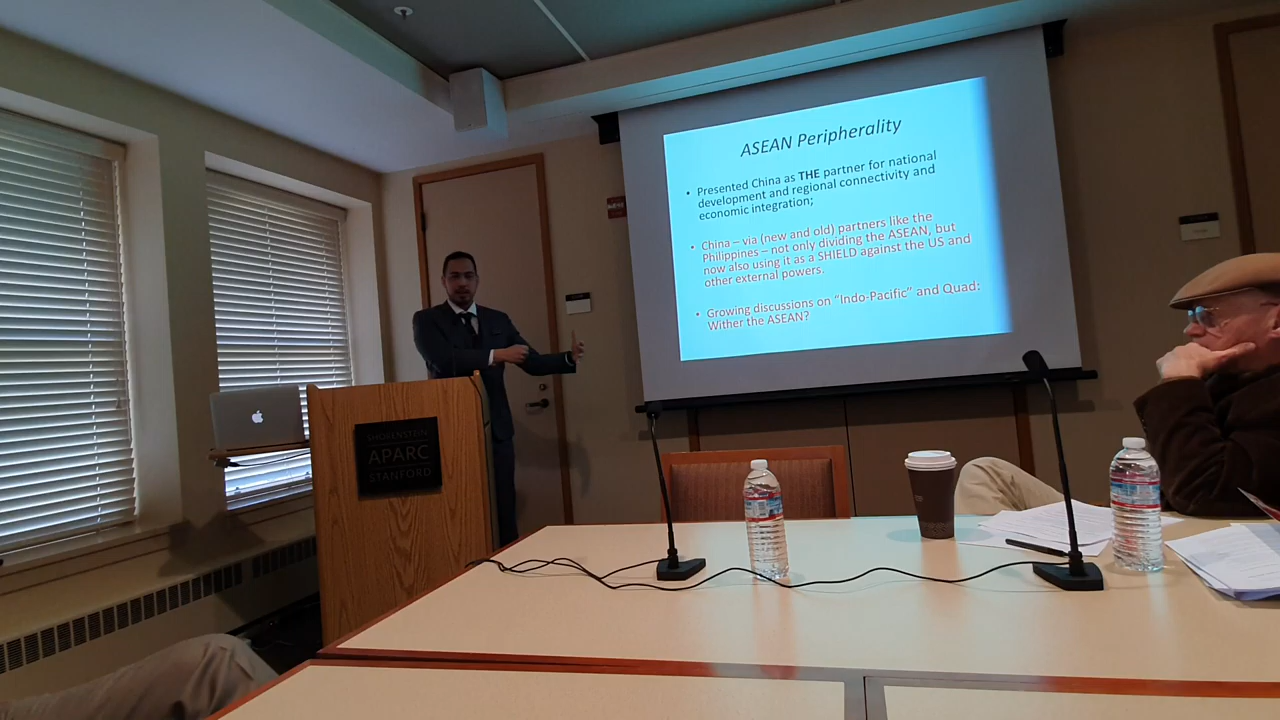 ASEAN Peripherality
• Presented China as THE partner for national
development and regional connectivity and
economic integration;
• China – via (new and old) partners like the
Philippines – not only dividing the ASEAN, but
now also using it as a SHIELD against the US and
other external powers.
• Growing discussions on "Indo-Pacific" and Quad:
Wither the ASEAN?
SHORENSTEIN
APARC
STANFORD